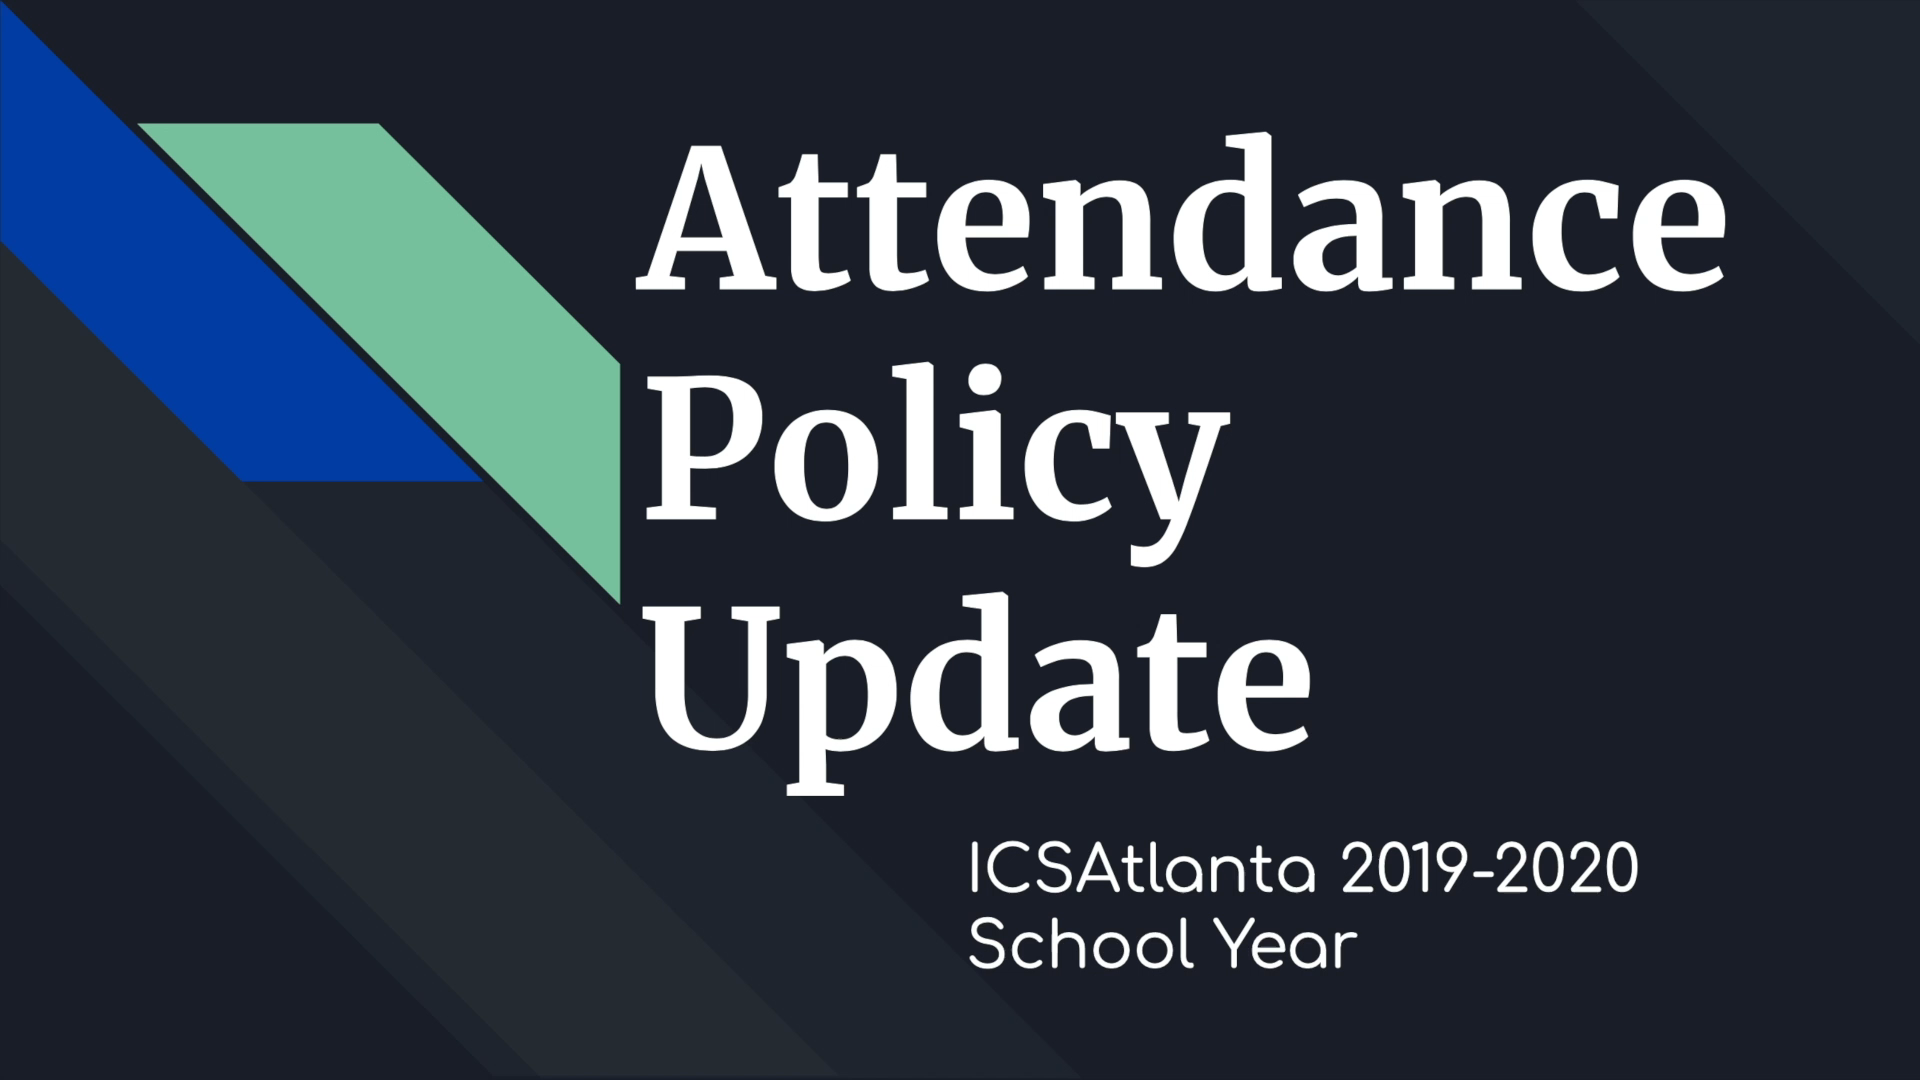 Attendance
Policy
Update
ICSAtlanta 2019-2020
School Year